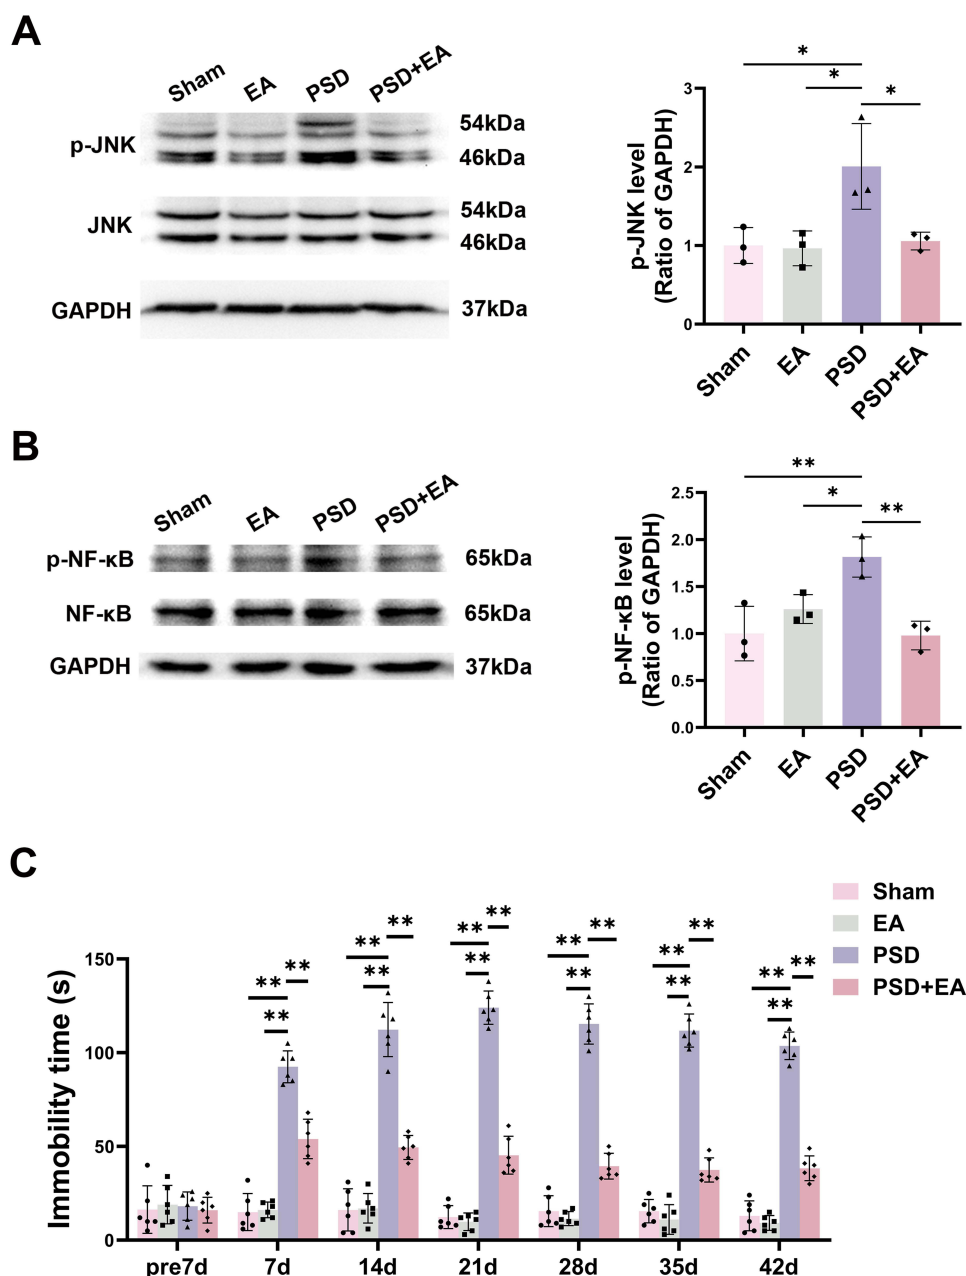 A
Sham EA PSD PSD+EA
p-JNK
54kDa
46kDa
JNK
54kDa
46kDa
GAPDH
37kDa
p-JNK level
(Ratio of GAPDH)
3
2
1
0
*
*
*
Sham EA PSD PSD+EA
B
Sham EA PSD PSD+EA
p-NF-κB
65kDa
NF-κB
65kDa
GAPDH
37kDa
p-NF-κB level
(Ratio of GAPDH)
2.5
2.0
1.5
1.0
0.5
0.0
**
*
**
Sham EA PSD PSD+EA
C
Sham
EA
PSD
PSD+EA
Immobility time (s)
150
100
50
0
** ** **
** ** **
** ** **
** ** **
** ** **
** ** **
pre7d 7d 14d 21d 28d 35d 42d